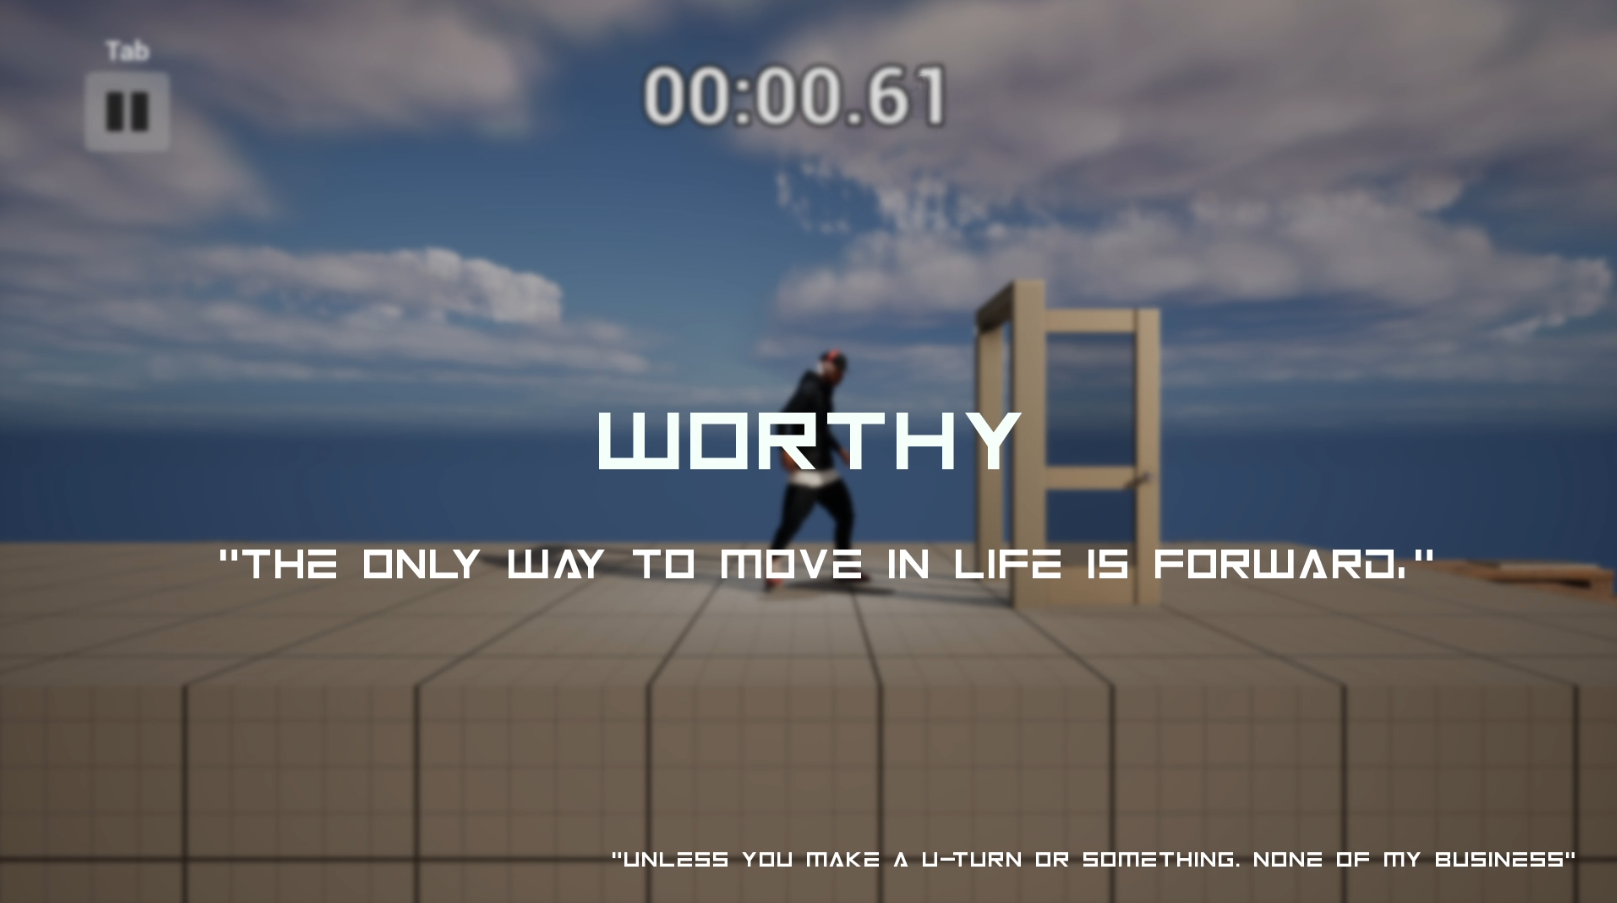 Tab
00:00.61
WORTHY
"THE ONLY WAY TO MOVE IN LIFE IS FORWARD."
"UNLESS YOU MAKE A U-TURN OR SOMETHING. NONE OF MY BUSINESS"